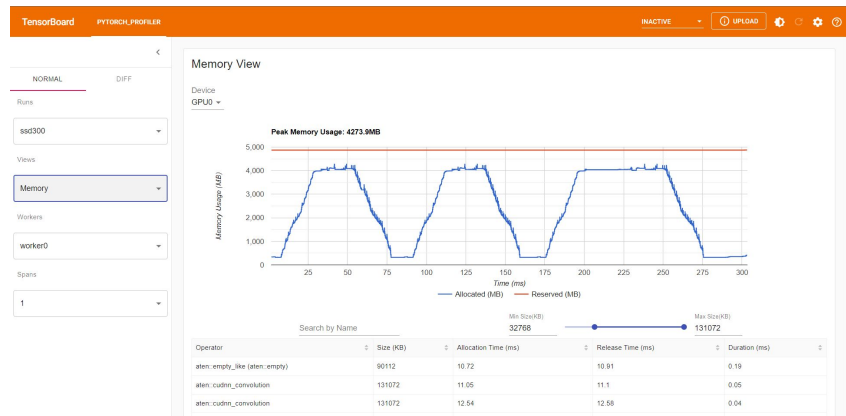 TensorBoard PYTORCH_PROFILER INACTIVE UPLOAD
NORMAL DIFF
Runs
ssd300
Views
Memory
Workers
worker0
Spans
1
Memory View
Device
GPU0
Peak Memory Usage: 4273.9MB
Memory Usage (MB)
5,000
4,000
3,000
2,000
1,000
0
25 50 75 100 125 150 175 200 225 250 275 300
Time (ms)
Allocated (MB) Reserved (MB)
Search by Name
Min Size(KB)
32768
Max Size(KB)
131072
Operator Size (KB) Allocation Time (ms) Release Time (ms) Duration (ms)
aten::empty_like (aten::empty) 90112 10.72 10.91 0.19
aten::cudnn_convolution 131072 11.05 11.1 0.05
aten::cudnn_convolution 131072 12.54 12.58 0.04